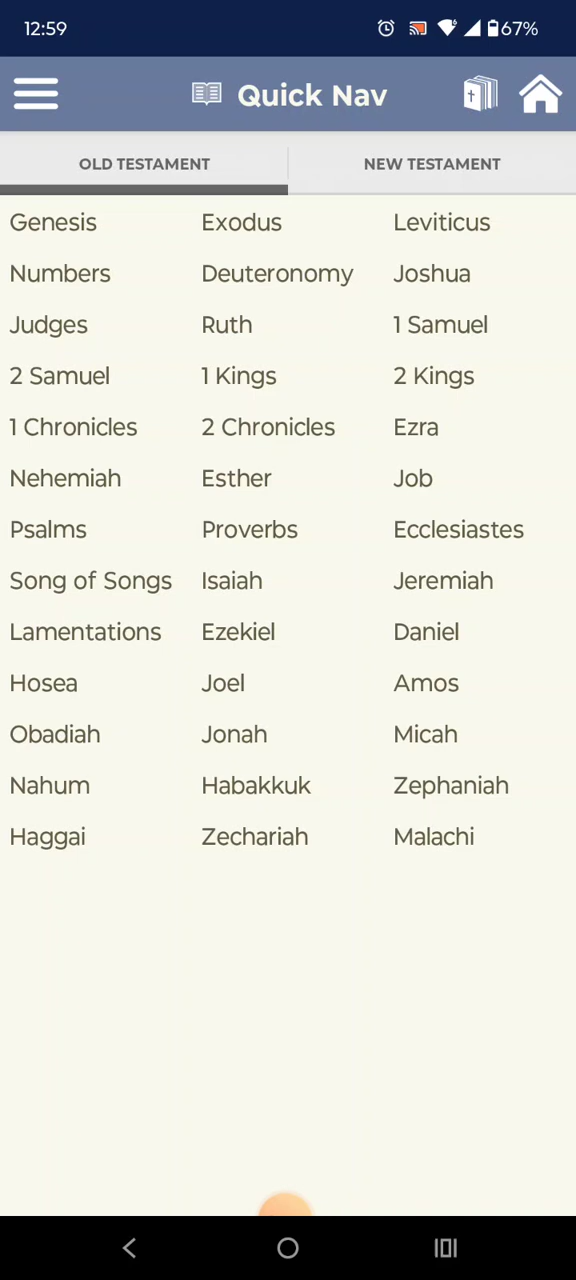 12:59 67%
Quick Nav
OLD TESTAMENT NEW TESTAMENT
Genesis Exodus Leviticus
Numbers Deuteronomy Joshua
Judges Ruth 1 Samuel
2 Samuel 1 Kings 2 Kings
1 Chronicles 2 Chronicles Ezra
Nehemiah Esther Job
Psalms Proverbs Ecclesiastes
Song of Songs Isaiah Jeremiah
Lamentations Ezekiel Daniel
Hosea Joel Amos
Obadiah Jonah Micah
Nahum Habakkuk Zephaniah
Haggai Zechariah Malachi